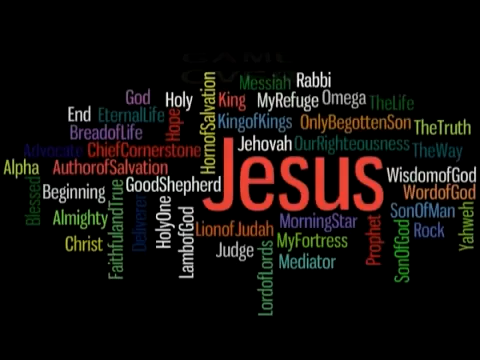 Messiah
Rabbi
God
Holy
HornofSalvation
King
MyRefuge
Omega
TheLife
End
EternalLife
Hope
KingofKings
OnlyBegottenSon
TheTruth
BreadofLife
Advocate
ChiefCornerstone
Jehovah
OurRighteousness
TheWay
Alpha
AuthorofSalvation
Jesus
WisdomofGod
Blessed
Beginning
FaithfulandTrue
GoodShepherd
WordofGod
Almighty
Deliverer
HolyOne
LambofGod
LionofJudah
MorningStar
Prophet
SonOfMan
Yahweh
Christ
Judge
LordofLords
MyFortress
SonofGod
Rock
Mediator